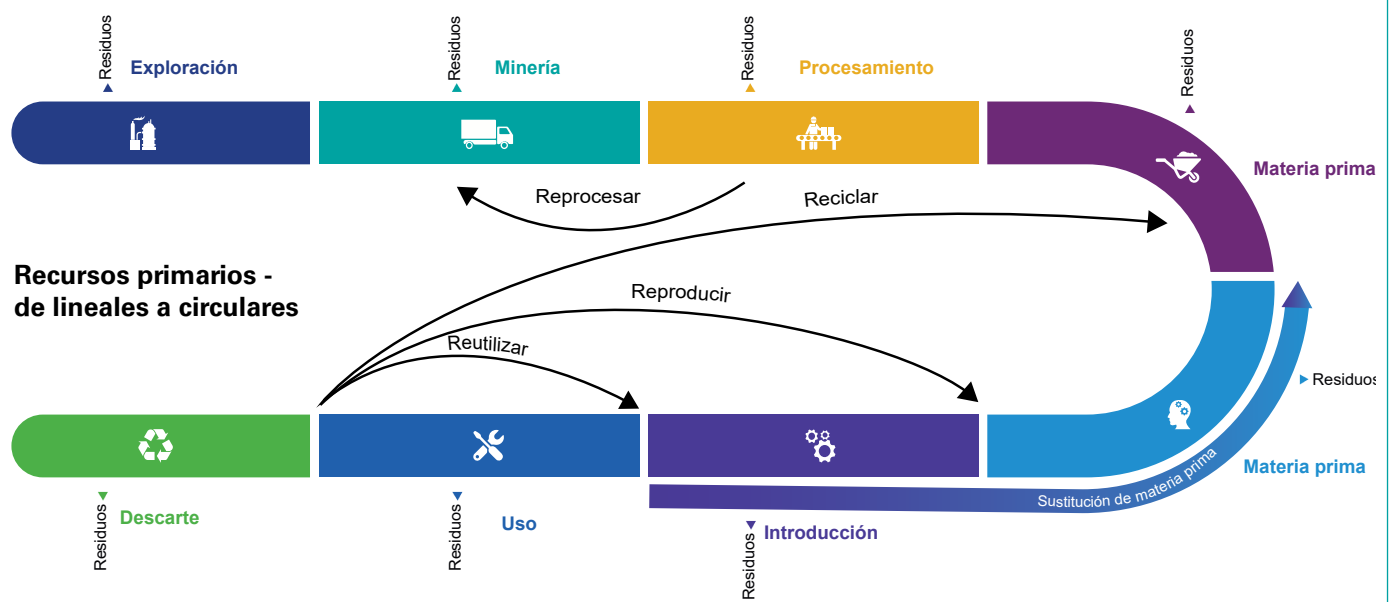 Residuos
Exploración
Residuos
Minería
Residuos
Procesamiento
Residuos
Materia prima
Reprocesar
Reciclar
Recursos primarios -
de lineales a circulares
Reproducir
Reutilizar
Residuos
Materia prima
Sustitución de materia prima
Residuos
Descarte
Residuos
Uso
Residuos
Introducción